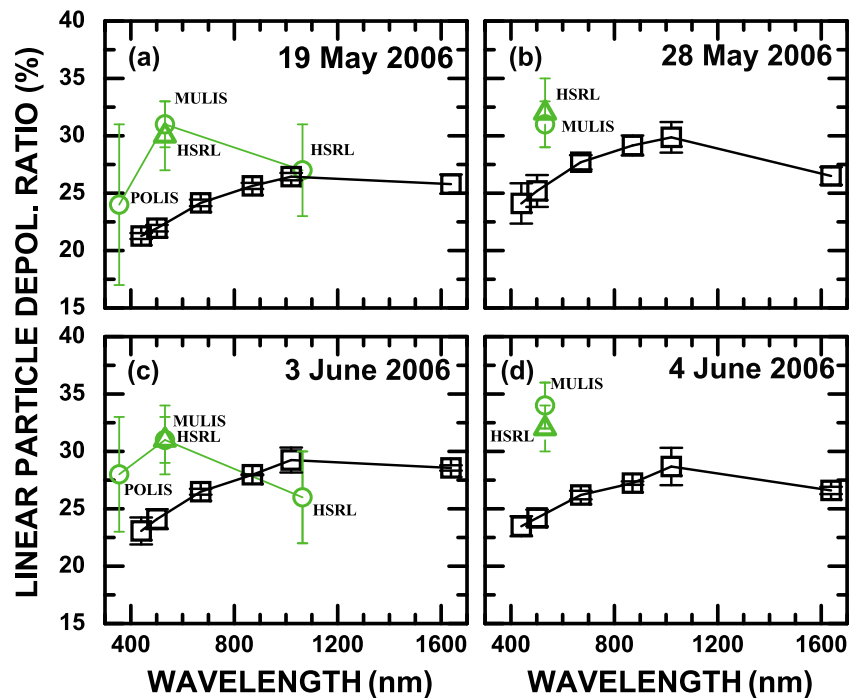 LINEAR PARTICLE DEPOL. RATIO (%)
40
35
30
25
20
15
(a)
19 May 2006
MULIS
HSRL
HSRL
POLIS
(b)
28 May 2006
HSRL
MULIS
40
35
30
25
20
15
(c)
3 June 2006
MULIS
HSRL
POLIS
HSRL
(d)
4 June 2006
MULIS
HSRL
400 800 1200 1600
400 800 1200 1600
WAVELENGTH (nm)
WAVELENGTH (nm)